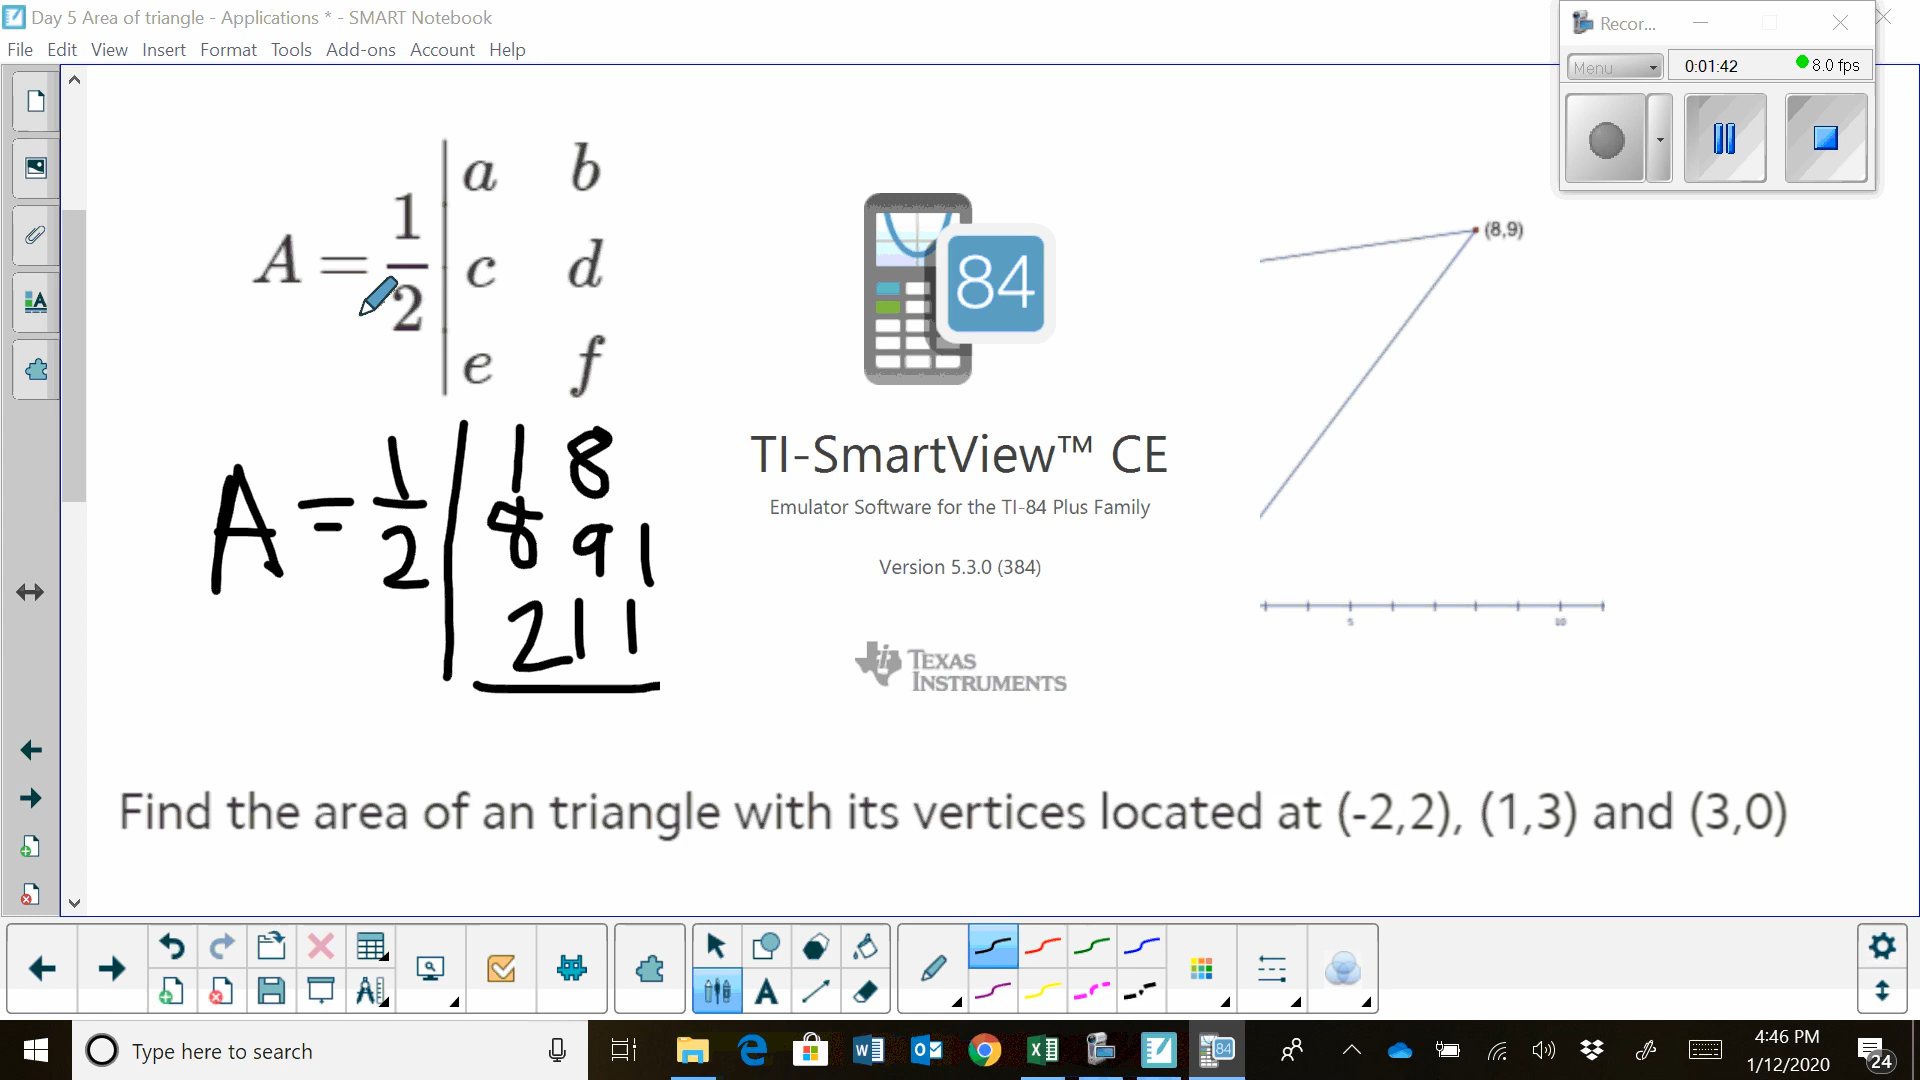 Day 5 Area of triangle - Applications * - SMART Notebook
File Edit View Insert Format Tools Add-ons Account Help
Recor...
Menu
0:01:42
8.0 fps
A = 1/2 | a b
c d
e f
A = 1/2 | 1 8
8 9 1
2 1 1
84
TI-SmartView™ CE
Emulator Software for the TI-84 Plus Family
Version 5.3.0 (384)
TEXAS
INSTRUMENTS
(8,9)
5 10
Find the area of an triangle with its vertices located at (-2,2), (1,3) and (3,0)
Type here to search
84
4:46 PM
1/12/2020
24